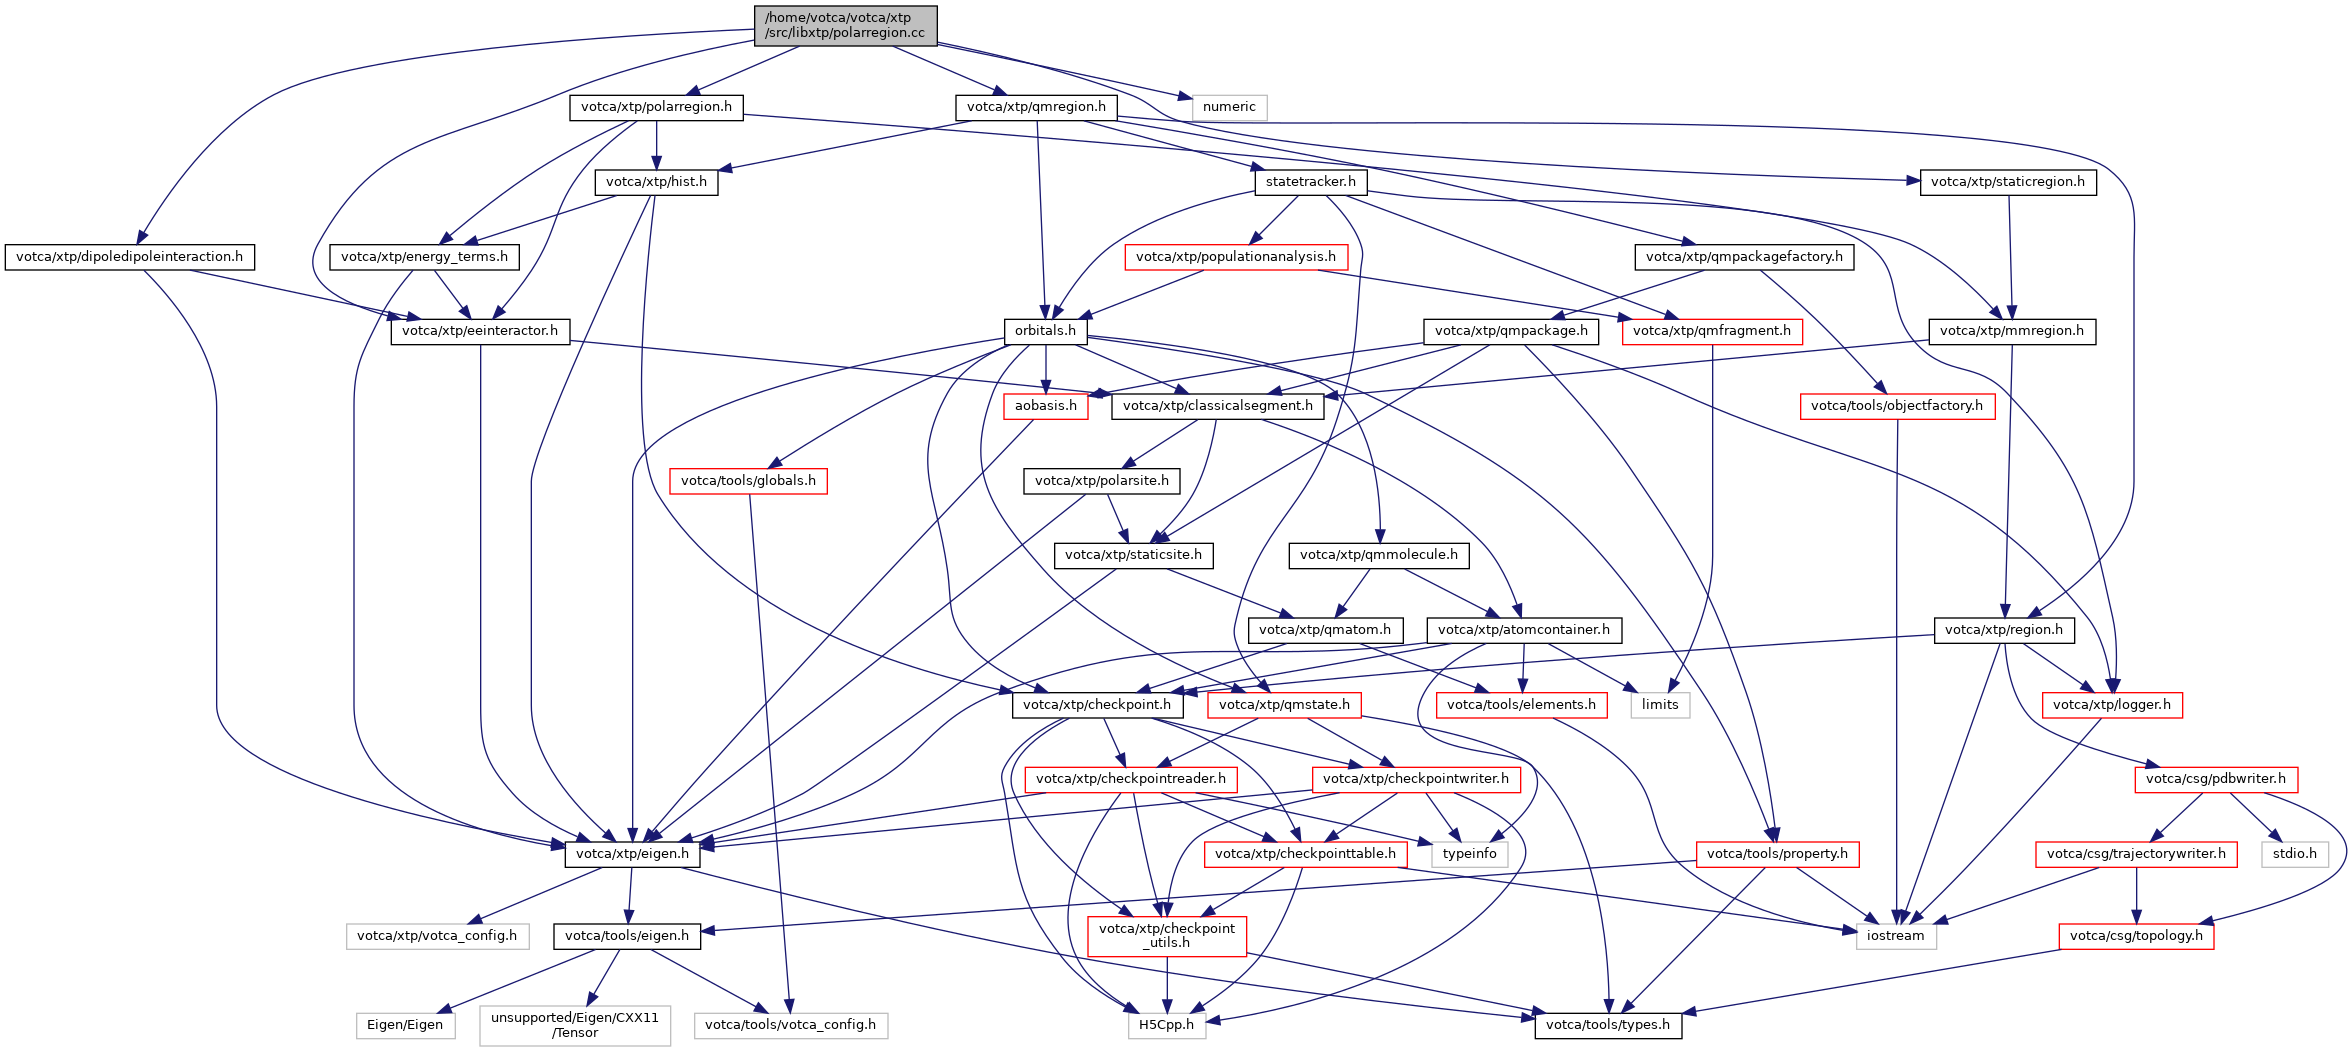 /home/votca/votca/xtp
/src/libxtp/polarregion.cc
votca/xtp/polarregion.h
votca/xtp/qmregion.h
numeric
votca/xtp/hist.h
statetracker.h
votca/xtp/staticregion.h
votca/xtp/dipoledipoleinteraction.h
votca/xtp/energy_terms.h
votca/xtp/populationanalysis.h
votca/xtp/qmpackagefactory.h
votca/xtp/eeinteractor.h
orbitals.h
votca/xtp/qmpackage.h
votca/xtp/qmfragment.h
votca/xtp/mmregion.h
aobasis.h
votca/xtp/classicalsegment.h
votca/tools/objectfactory.h
votca/tools/globals.h
votca/xtp/polarsite.h
votca/xtp/staticsite.h
votca/xtp/qmmolecule.h
votca/xtp/qmatom.h
votca/xtp/atomcontainer.h
votca/xtp/region.h
votca/xtp/checkpoint.h
votca/xtp/qmstate.h
votca/tools/elements.h
limits
votca/xtp/logger.h
votca/xtp/checkpointreader.h
votca/xtp/checkpointwriter.h
votca/csg/pdbwriter.h
votca/xtp/eigen.h
votca/xtp/checkpointtable.h
typeinfo
votca/tools/property.h
votca/csg/trajectorywriter.h
stdio.h
votca/xtp/votca_config.h
votca/tools/eigen.h
votca/xtp/checkpoint
_utils.h
iostream
votca/csg/topology.h
Eigen/Eigen
unsupported/Eigen/CXX11
/Tensor
votca/tools/votca_config.h
H5Cpp.h
votca/tools/types.h